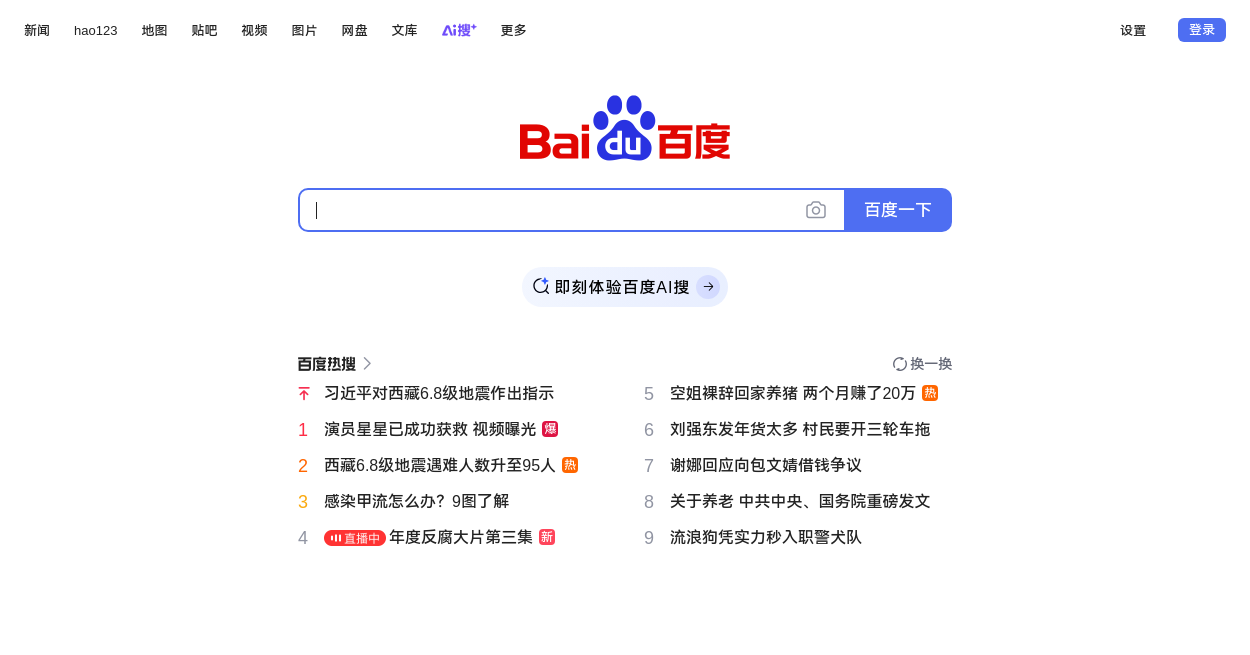 新闻 hao123 地图 贴吧 视频 图片 网盘 文库 Ai搜+ 更多 设置 登录
Bai du 百度
百度一下
即刻体验百度AI搜
百度热搜 换一换
习近平对西藏6.8级地震作出指示
1 演员星星已成功获救 视频曝光 爆
2 西藏6.8级地震遇难人数升至95人 热
3 感染甲流怎么办？9图了解
4 直播中 年度反腐大片第三集 新
5 空姐裸辞回家养猪 两个月赚了20万 热
6 刘强东发年货太多 村民要开三轮车拖
7 谢娜回应向包文婧借钱争议
8 关于养老 中共中央、国务院重磅发文
9 流浪狗凭实力秒入职警犬队